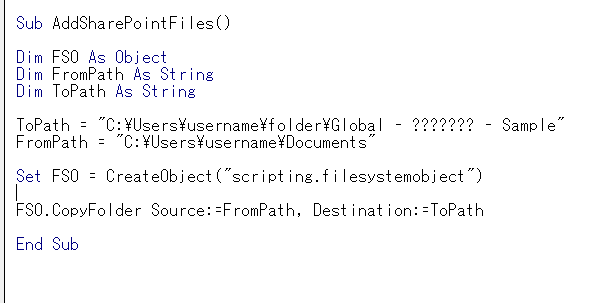 Sub AddSharePointFiles()
Dim FSO As Object
Dim FromPath As String
Dim ToPath As String
ToPath = "C:¥Users¥username¥folder¥Global - ??????? - Sample"
FromPath = "C:¥Users¥username¥Documents"
Set FSO = CreateObject("scripting.filesystemobject")
FSO.CopyFolder Source:=FromPath, Destination:=ToPath
End Sub